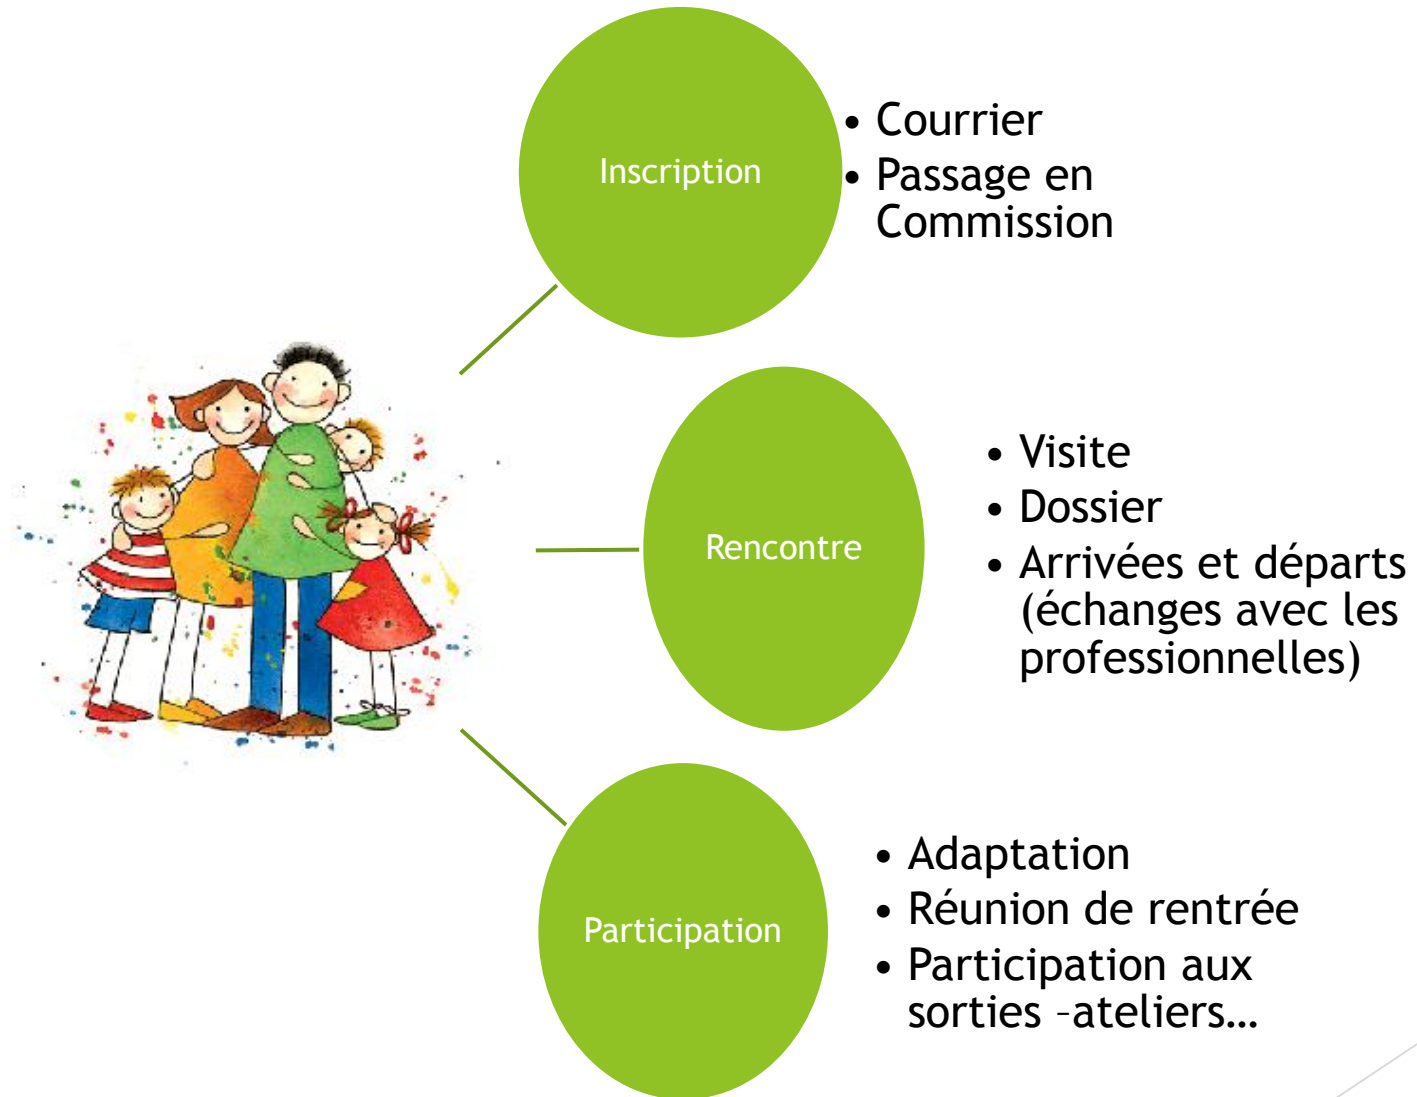 Inscription
• Courrier
• Passage en
Commission
Rencontre
• Visite
• Dossier
• Arrivées et départs
(échanges avec les
professionnelles)
Participation
• Adaptation
• Réunion de rentrée
• Participation aux
sorties –ateliers…